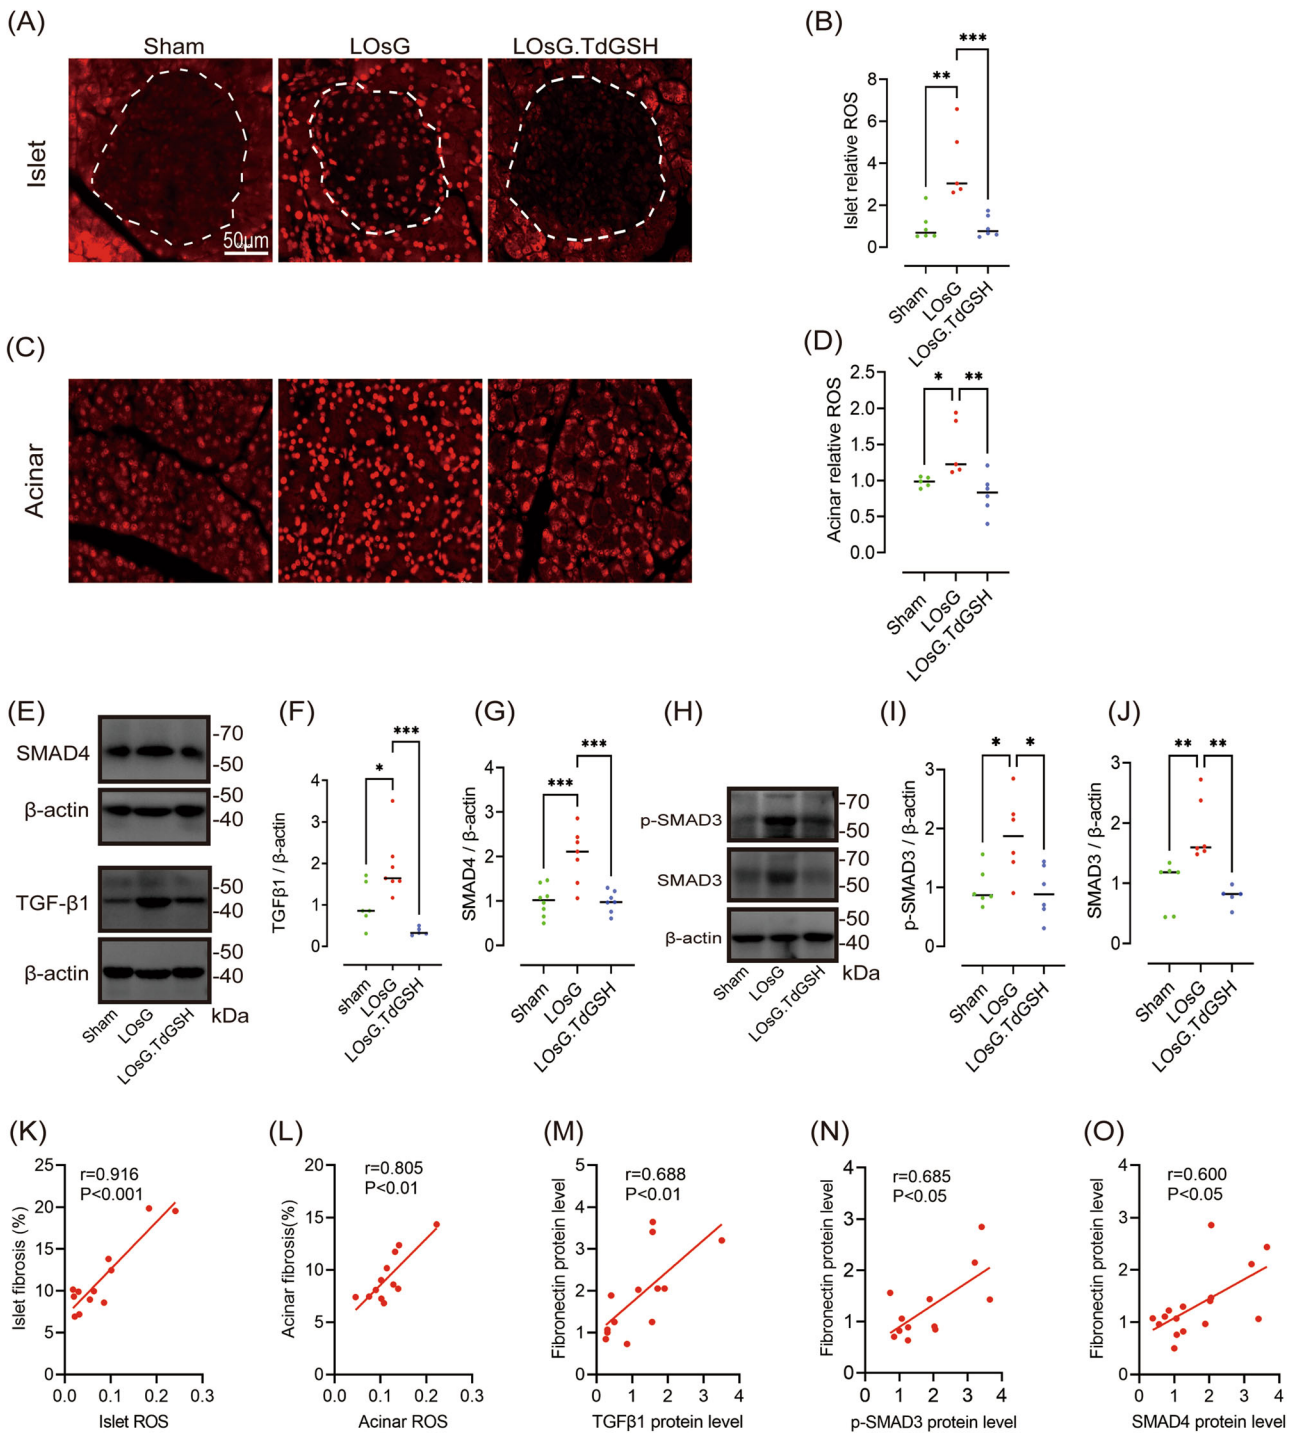 (A)
Sham
LOsG
LOsG.TdGSH
Islet
50μm
(B)
** ***
Islet relative ROS
8
6
4
2
0
Sham
LOsG
LOsG.TdGSH
(C)
Acinar
(D)
* **
Acinar relative ROS
2.5
2.0
1.5
1.0
0.5
0.0
Sham
LOsG
LOsG.TdGSH
(E)
SMAD4
-70
-50
β-actin
-50
-40
TGF-β1
-50
-40
β-actin
-50
-40
kDa
Sham
LOsG
LOsG.TdGSH
(F)
* ***
TGFβ1 / β-actin
4
3
2
1
0
sham
LOsG
LOsG.TdGSH
(G)
*** ***
SMAD4 / β-actin
4
2
0
Sham
LOsG
LOsG.TdGSH
(H)
p-SMAD3
-70
-50
SMAD3
-70
-50
β-actin
-50
-40
kDa
Sham
LOsG
LOsG.TdGSH
(I)
* *
p-SMAD3 / β-actin
3
2
1
0
Sham
LOsG
LOsG.TdGSH
(J)
** **
SMAD3 / β-actin
3
2
1
0
Sham
LOsG
LOsG.TdGSH
(K)
r=0.916
P<0.001
Islet fibrosis (%)
25
20
15
10
5
0
0.0 0.1 0.2 0.3
Islet ROS
(L)
r=0.805
P<0.01
Acinar fibrosis(%)
20
15
10
5
0
0.0 0.1 0.2 0.3
Acinar ROS
(M)
r=0.688
P<0.01
Fibronectin protein level
5
4
3
2
1
0
0 1 2 3 4
TGFβ1 protein level
(N)
r=0.685
P<0.05
Fibronectin protein level
4
3
2
1
0
0 1 2 3 4
p-SMAD3 protein level
(O)
r=0.600
P<0.05
Fibronectin protein level
4
3
2
1
0
0 1 2 3 4
SMAD4 protein level